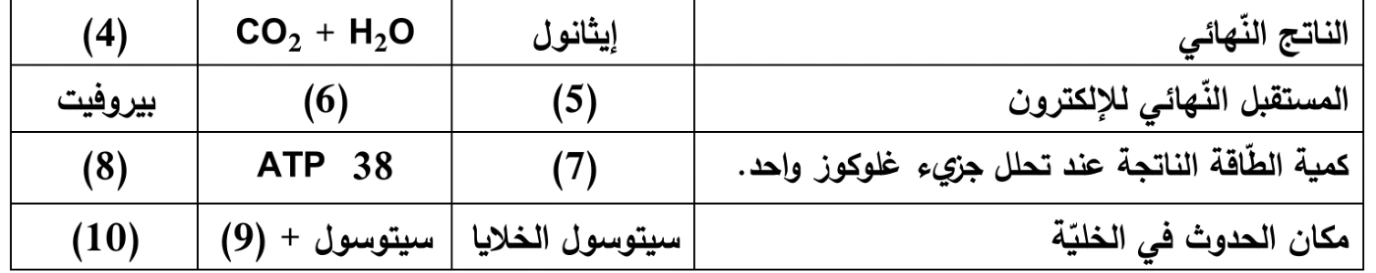 الناتج النّهائي إيثانول CO₂ + H₂O (4)
المستقبل النّهائي للإلكترون (5) (6) بيروفيت
كمية الطّاقة الناتجة عند تحلل جزيء غلوكوز واحد. (7) 38 ATP (8)
مكان الحدوث في الخليّة سيتوسول الخلايا سيتوسول + (9) (10)